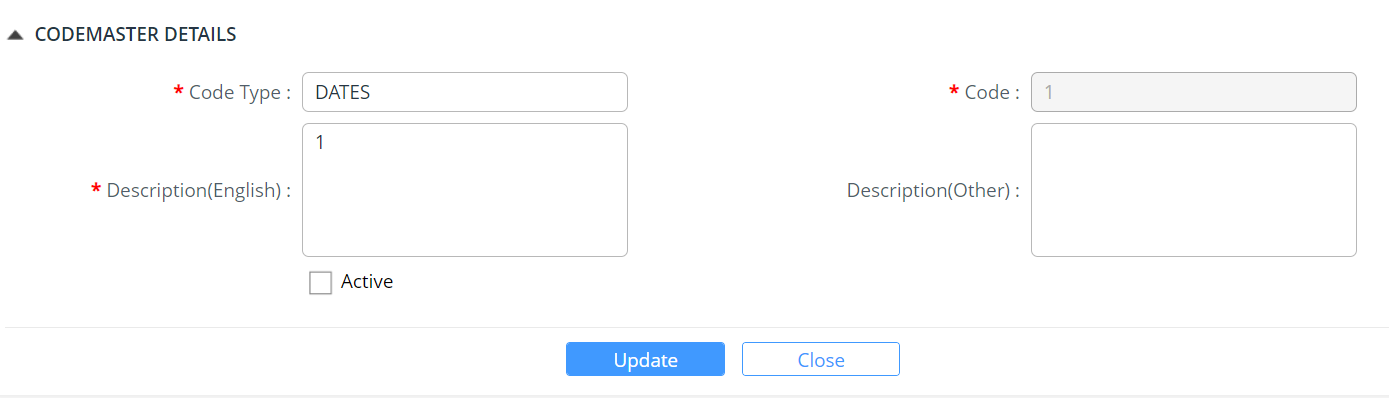 CODEMASTER DETAILS
* Code Type : DATES
* Code : 1
* Description(English) : 1
Description(Other) :
Active
Update
Close